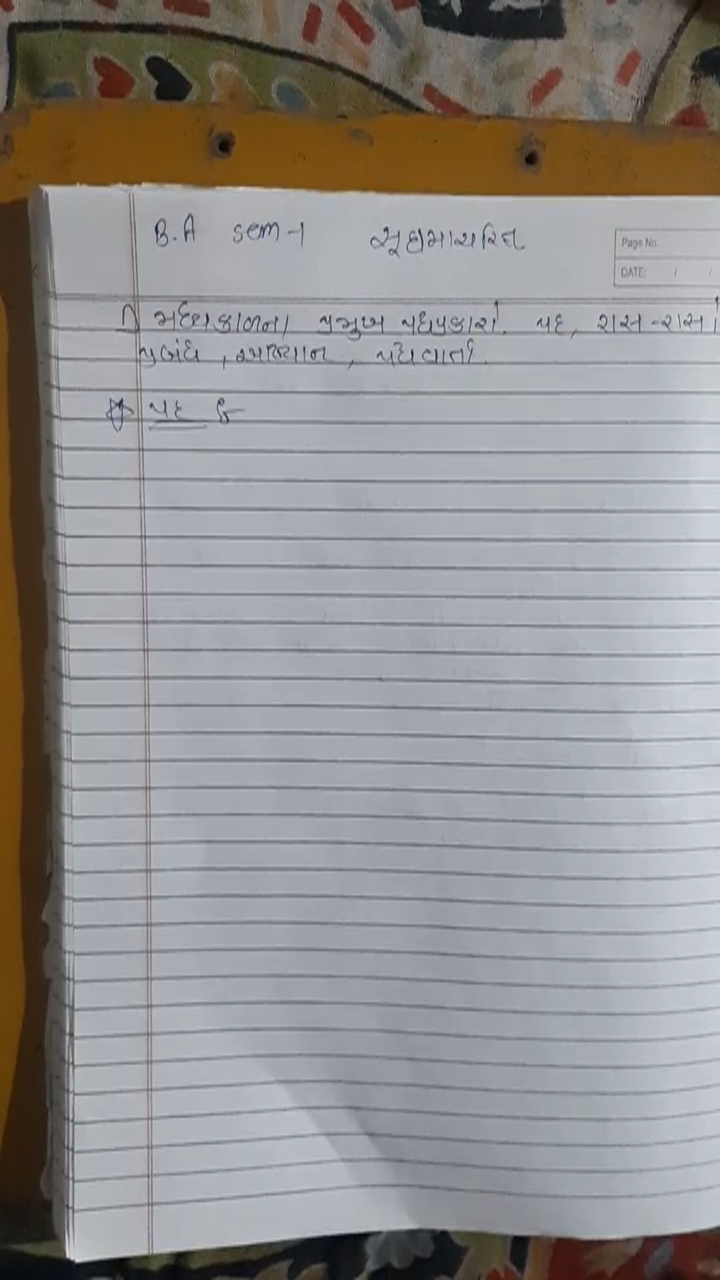 B.A sem-1 સુદામાચરિત
Page No.
DATE: / /
1) મધ્યકાળના પ્રમુખ પદ્યપ્રકારો. પદ, રાસ-રાસો
પ્રબંધ, આખ્યાન, પદ્યવાર્તા.
પદ :-